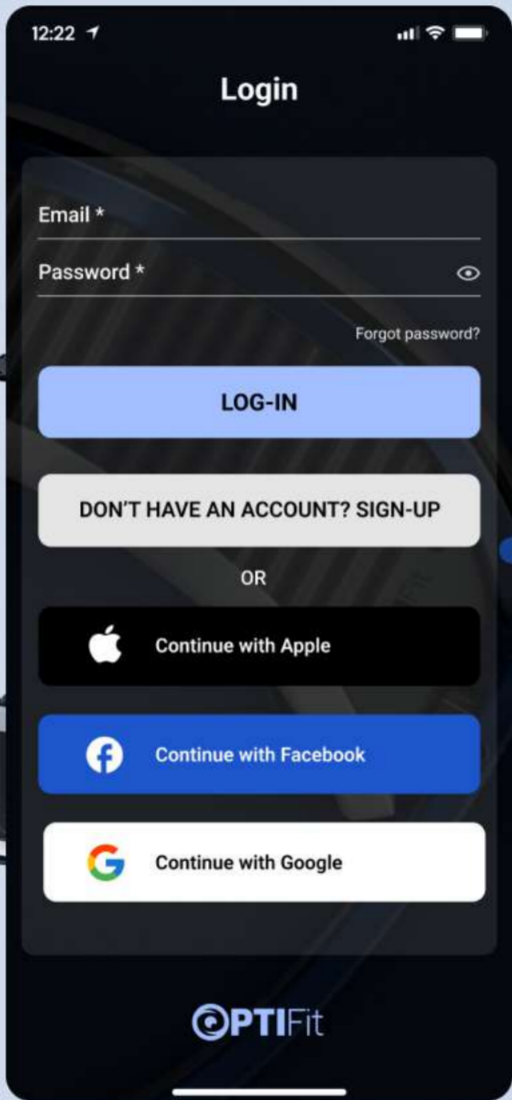 12:22
Login
Email *
Password *
Forgot password?
LOG-IN
DON'T HAVE AN ACCOUNT? SIGN-UP
OR
Continue with Apple
Continue with Facebook
Continue with Google
OPTIFit